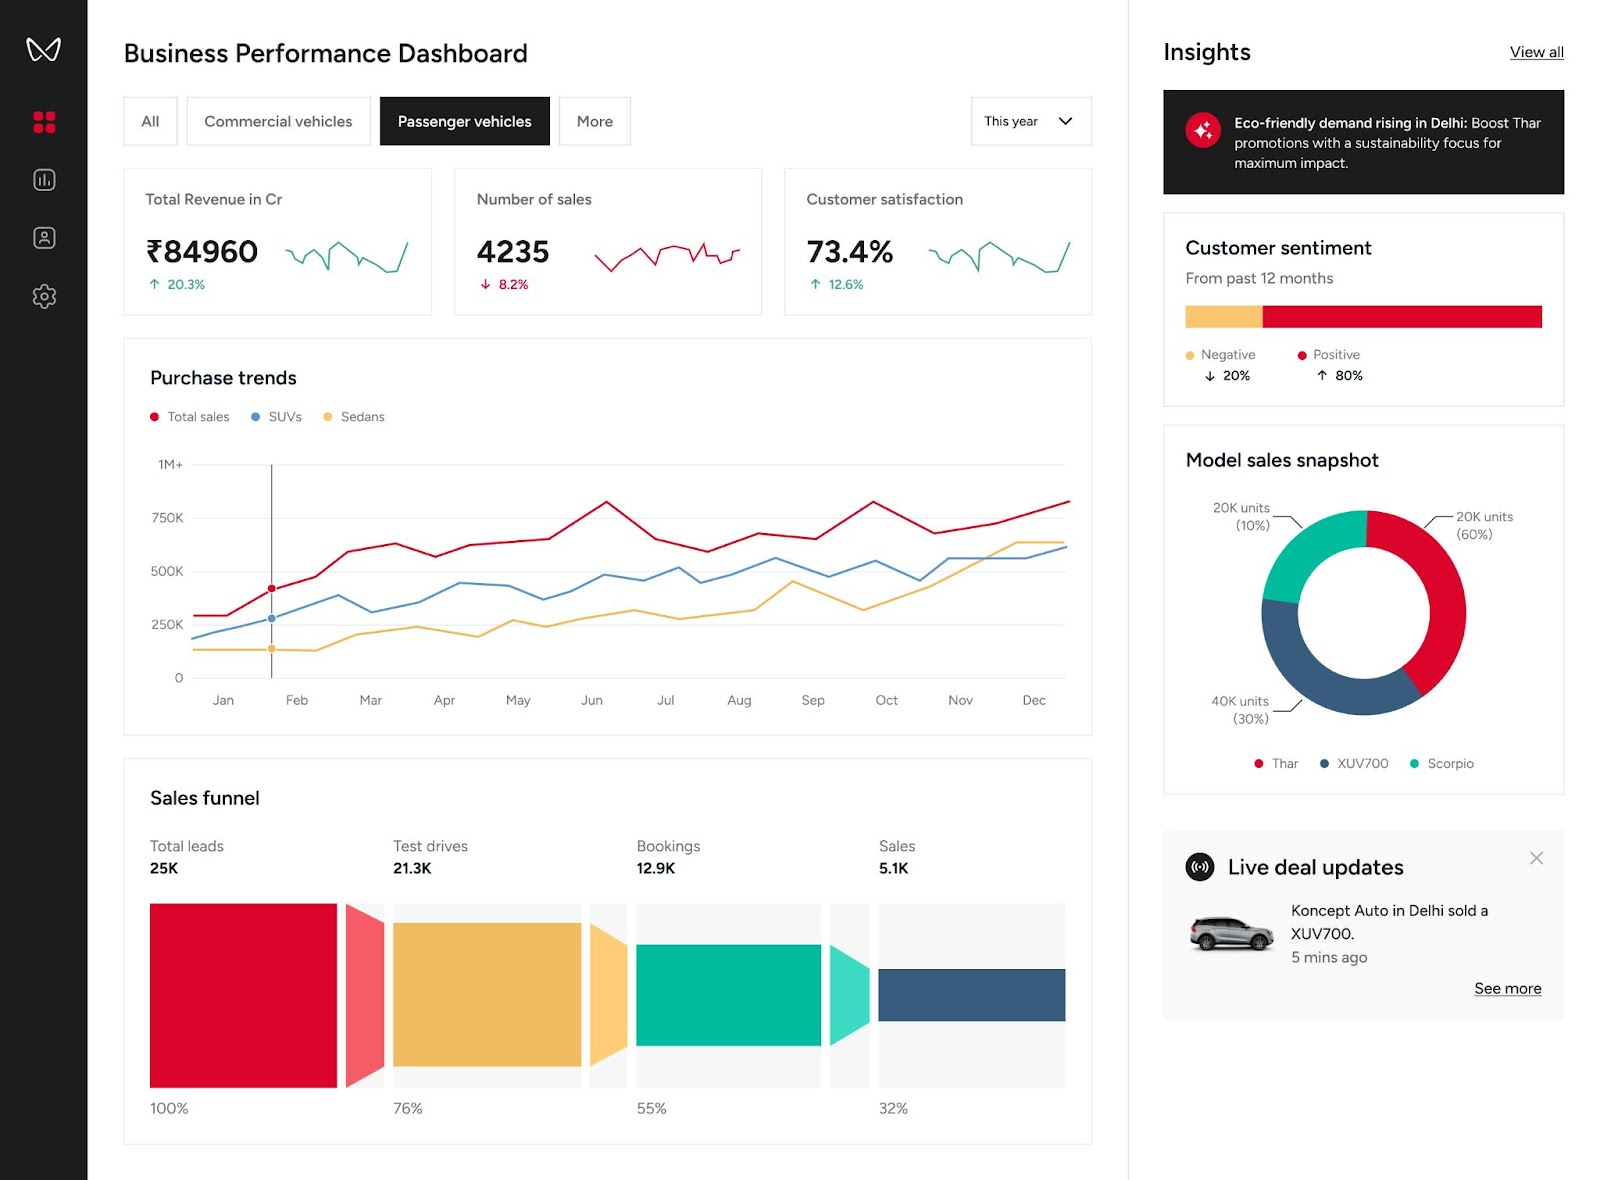 Business Performance Dashboard
All
Commercial vehicles
Passenger vehicles
More
This year
Total Revenue in Cr
₹84960
↑ 20.3%
Number of sales
4235
↓ 8.2%
Customer satisfaction
73.4%
↑ 12.6%
Purchase trends
Total sales
SUVs
Sedans
1M+
750K
500K
250K
0
Jan
Feb
Mar
Apr
May
Jun
Jul
Aug
Sep
Oct
Nov
Dec
Sales funnel
Total leads
25K
Test drives
21.3K
Bookings
12.9K
Sales
5.1K
100%
76%
55%
32%
Insights
View all
Eco-friendly demand rising in Delhi: Boost Thar
promotions with a sustainability focus for
maximum impact.
Customer sentiment
From past 12 months
Negative
↓ 20%
Positive
↑ 80%
Model sales snapshot
20K units
(10%)
20K units
(60%)
40K units
(30%)
Thar
XUV700
Scorpio
Live deal updates
Koncept Auto in Delhi sold a
XUV700.
5 mins ago
See more